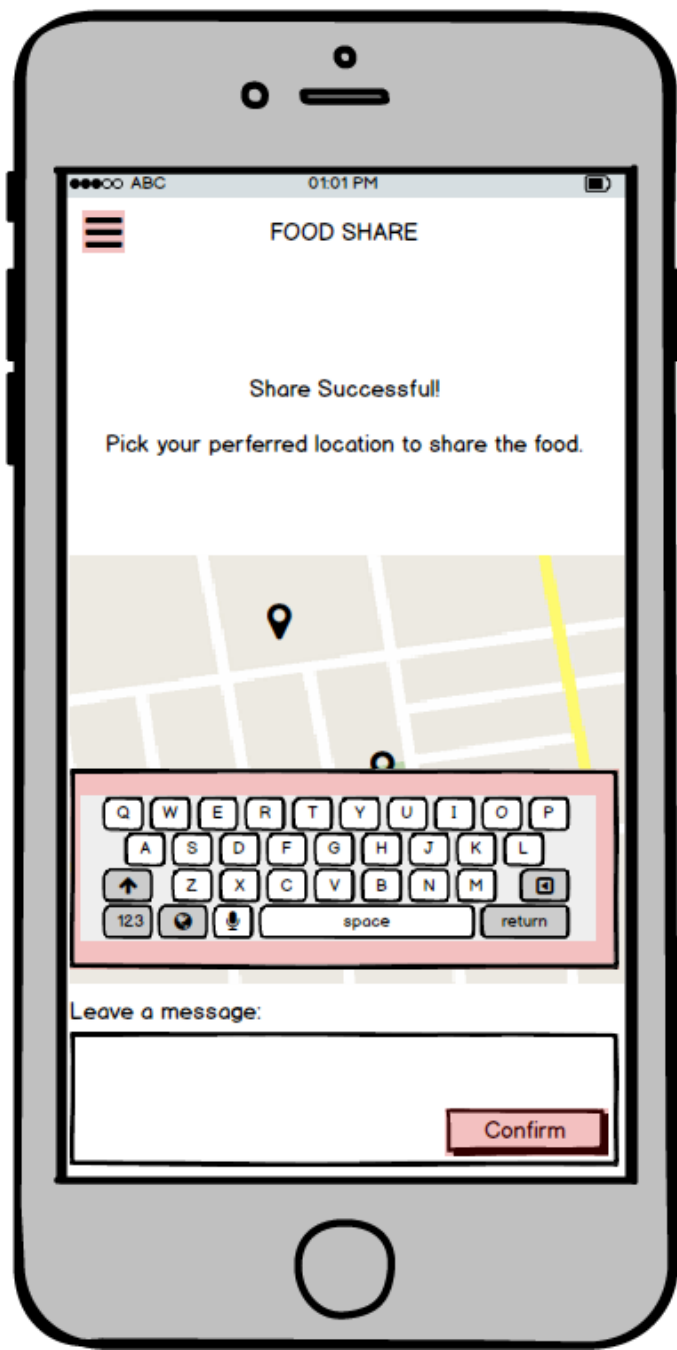 ABC 01:01 PM
FOOD SHARE
Share Successful!
Pick your perferred location to share the food.
Q W E R T Y U I O P
A S D F G H J K L
Z X C V B N M
123 space return
Leave a message:
Confirm